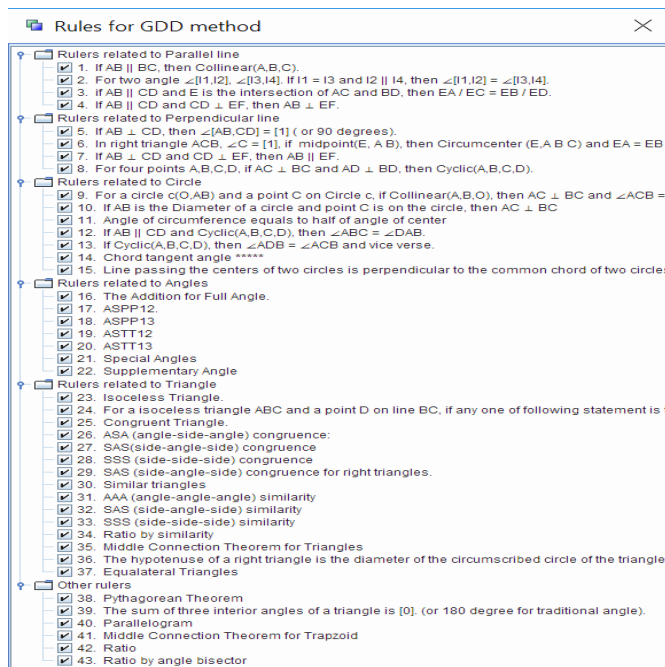 Rules for GDD method
Rulers related to Parallel line
1. If AB || BC, then Collinear(A,B,C).
2. For two angle ∠[l1,l2], ∠[l3,l4]. If l1 = l3 and l2 || l4, then ∠[l1,l2] = ∠[l3,l4].
3. if AB || CD and E is the intersection of AC and BD, then EA / EC = EB / ED.
4. If AB || CD and CD ⊥ EF, then AB ⊥ EF.
Rulers related to Perpendicular line
5. If AB ⊥ CD, then ∠[AB,CD] = [1] ( or 90 degrees).
6. In right triangle ACB, ∠C = [1], if midpoint(E, A B), then Circumcenter (E,A B C) and EA = EB
7. If AB ⊥ CD and CD ⊥ EF, then AB || EF.
8. For four points A,B,C,D, if AC ⊥ BC and AD ⊥ BD, then Cyclic(A,B,C,D).
Rulers related to Circle
9. For a circle c(O,AB) and a point C on Circle c, if Collinear(A,B,O), then AC ⊥ BC and ∠ACB =
10. If AB is the Diameter of a circle and point C is on the circle, then AC ⊥ BC
11. Angle of circumference equals to half of angle of center
12. If AB || CD and Cyclic(A,B,C,D), then ∠ABC = ∠DAB.
13. If Cyclic(A,B,C,D), then ∠ADB = ∠ACB and vice verse.
14. Chord tangent angle *****
15. Line passing the centers of two circles is perpendicular to the common chord of two circles
Rulers related to Angles
16. The Addition for Full Angle.
17. ASPP12.
18. ASPP13
19. ASTT12
20. ASTT13
21. Special Angles
22. Supplementary Angle
Rulers related to Triangle
23. Isoceless Triangle.
24. For a isoceless triangle ABC and a point D on line BC, if any one of following statement is
25. Congruent Triangle.
26. ASA (angle-side-angle) congruence:
27. SAS(side-angle-side) congruence
28. SSS (side-side-side) congruence
29. SAS (side-angle-side) congruence for right triangles.
30. Similar triangles
31. AAA (angle-angle-angle) similarity
32. SAS (side-angle-side) similarity
33. SSS (side-side-side) similarity
34. Ratio by similarity
35. Middle Connection Theorem for Triangles
36. The hypotenuse of a right triangle is the diameter of the circumscribed circle of the triangle
37. Equalateral Triangles
Other rulers
38. Pythagorean Theorem
39. The sum of three interior angles of a triangle is [0]. (or 180 degree for traditional angle).
40. Parallelogram
41. Middle Connection Theorem for Trapzoid
42. Ratio
43. Ratio by angle bisector